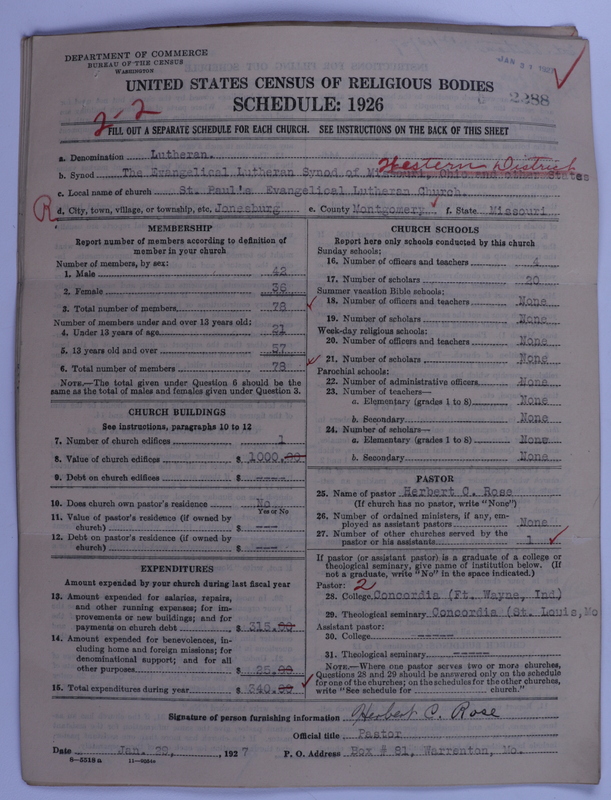 DEPARTMENT OF COMMERCE
BUREAU OF THE CENSUS
WASHINGTON
UNITED STATES CENSUS OF RELIGIOUS BODIES
SCHEDULE: 1926
2288
2-2
FILL OUT A SEPARATE SCHEDULE FOR EACH CHURCH. SEE INSTRUCTIONS ON THE BACK OF THIS SHEET
a. Denomination Lutheran.
Western District
b. Synod The Evangelical Lutheran Synod of Missouri, Ohio and other States
c. Local name of church St. Paul's Evangelical Lutheran Church.
R d. City, town, village, or township, etc. Jonesburg e. County Montgomery f. State Missouri
MEMBERSHIP
Report number of members according to definition of
member in your church
Number of members, by sex:
1. Male 42
2. Female 36
3. Total number of members 78
Number of members under and over 13 years old:
4. Under 13 years of age 21
5. 13 years old and over 57
6. Total number of members 78
NOTE.—The total given under Question 6 should be the
same as the total of males and females given under Question 3.
CHURCH BUILDINGS
See instructions, paragraphs 10 to 12
7. Number of church edifices 1
8. Value of church edifices $ 1000.00
9. Debt on church edifices $ ----
10. Does church own pastor's residence No
Yes or No
11. Value of pastor's residence (if owned by
church) $ ---
12. Debt on pastor's residence (if owned by
church) $ ---
EXPENDITURES
Amount expended by your church during last fiscal year
13. Amount expended for salaries, repairs,
and other running expenses; for im-
provements or new buildings; and for
payments on church debt $ 315.00
14. Amount expended for benevolences, in-
cluding home and foreign missions; for
denominational support; and for all
other purposes $ 25.00
15. Total expenditures during year $ 340.00
CHURCH SCHOOLS
Report here only schools conducted by this church
Sunday schools:
16. Number of officers and teachers 4
17. Number of scholars 20
Summer vacation Bible schools:
18. Number of officers and teachers None
19. Number of scholars None
Week-day religious schools:
20. Number of officers and teachers None
21. Number of scholars None
Parochial schools:
22. Number of administrative officers None
23. Number of teachers—
a. Elementary (grades 1 to 8) None
b. Secondary None
24. Number of scholars—
a. Elementary (grades 1 to 8) None
b. Secondary None
PASTOR
25. Name of pastor Herbert C. Rose
(If church has no pastor, write "None")
26. Number of ordained ministers, if any, em-
ployed as assistant pastors None
27. Number of other churches served by the
pastor or his assistants 1
If pastor (or assistant pastor) is a graduate of a college or
theological seminary, give name of institution below. (If
not a graduate, write "No" in the space indicated.)
Pastor: 2
28. College Concordia (Ft. Wayne, Ind)
29. Theological seminary Concordia (St. Louis, Mo
Assistant pastor:
30. College -----
31. Theological seminary -----
NOTE.—Where one pastor serves two or more churches,
Questions 28 and 29 should be answered only on the schedule
for one of the churches; on the schedules for the other churches,
write "See schedule for church."
Signature of person furnishing information Herbert C. Rose
Official title Pastor
Date Jan. 29, 1927 P. O. Address Box # 81, Warrenton, Mo.
8-5518a 11-9224a